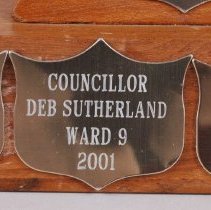 COUNCILLOR
DEB SUTHERLAND
WARD 9
2001